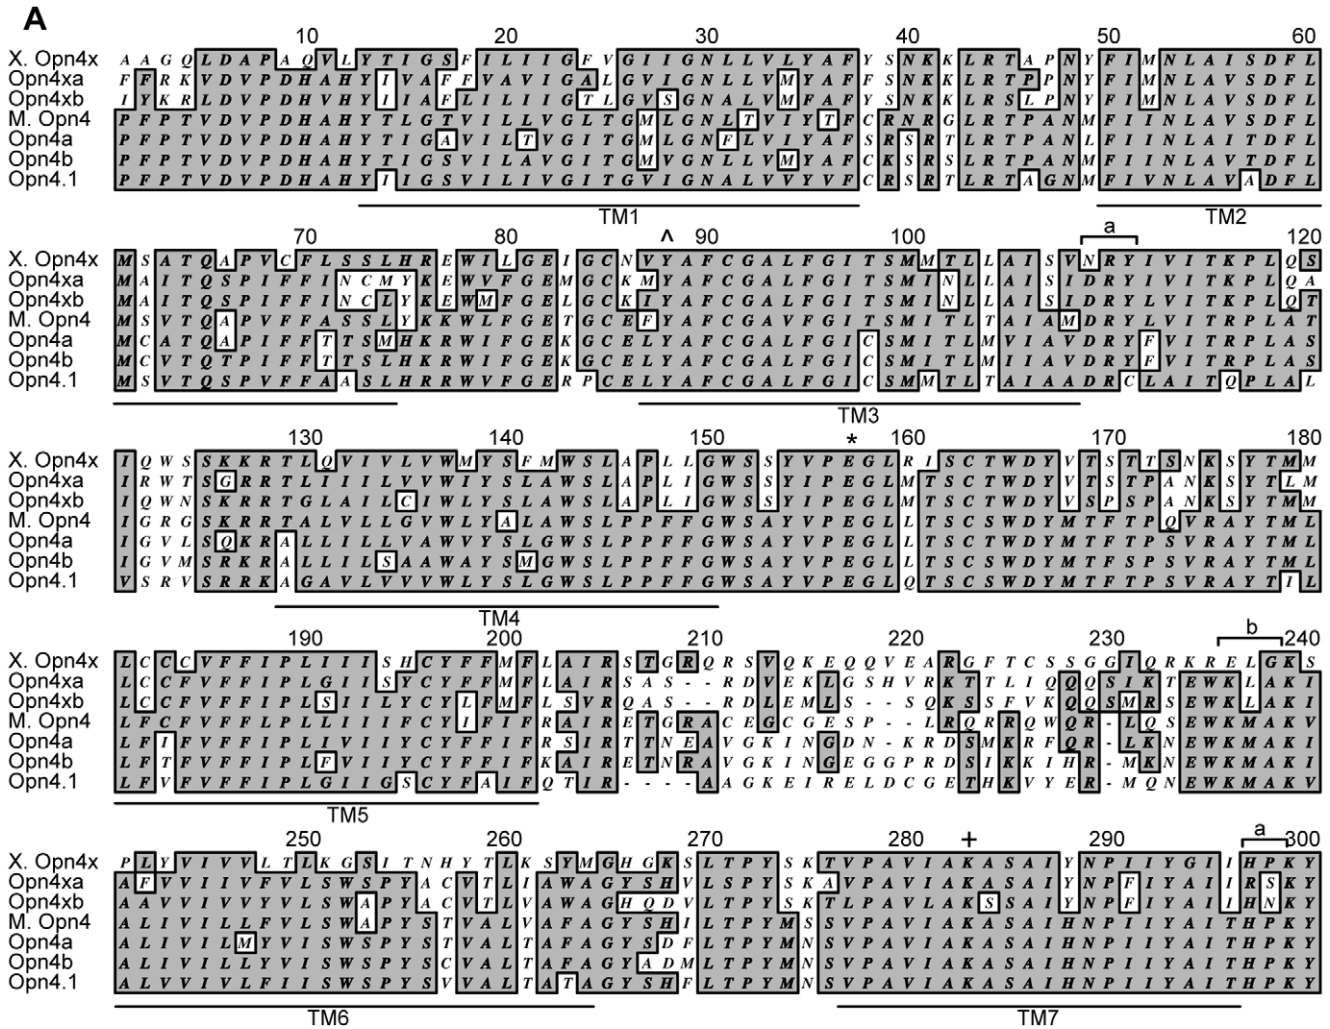 A
10 20 30 40 50 60
X. Opn4x A A G Q L D A P A Q V L Y T I G S F I L I I G F V G I I G N L L V L Y A F Y S N K K L R T A P N Y F I M N L A I S D F L
Opn4xa F F R K V D V P D H A H Y I V A F F V A V I G A L G V I G N L L V M Y A F F S N K K L R T P P N Y F I M N L A V S D F L
Opn4xb I Y K R L D V P D H V H Y I I A F L I L I I G T L G V S G N A L V M F A F Y S N K K L R S L P N Y F I M N L A V S D F L
M. Opn4 P F P T V D V P D H A H Y T L G T V I L L V G L T G M L G N L T V I Y T F C R N R G L R T P A N M F I I N L A V S D F L
Opn4a P F P T V D V P D H A H Y T I G A V I L T V G I T G M L G N F L V I Y A F S R S R T L R T P A N L F I I N L A V S D F L
Opn4b P F P T V D V P D H A H Y T I G S V I L A V G I T G M V G N L L V M Y A F C K S R S L R T P A N M F I I N L A V T D F L
Opn4.1 P F P T V D V P D H A H Y I I G S V I L I V G I T G V I G N A L V V Y V F C R S R T L R T A G N M F I V N L A V A D F L
TM1 TM2
70 80 ^ 90 100 a 120
X. Opn4x M S A T Q A P V C F L S S L H R E W I L G E I G C N V Y A F C G A L F G I T S M M T L L A I S V N R Y I V I T K P L Q S
Opn4xa M A I T Q S P I F F I N C M Y K E W I F G E L G C K M Y A F C G A L F G I T S M I N L L A I S I D R Y I V I T K P L Q A
Opn4xb M A I T Q S P I F F I N C L Y K E W M F G E M G C K I Y A F C G A L F G I T S M I N L L A I S I D R Y L V I T K P L Q T
M. Opn4 M S V T Q A P V F F A S S L Y K K W L F G E T G C E F Y A F C G A V F G I T S M I T L T A I A M D R Y L V I T R P L A T
Opn4a M C A T Q A P I F F T T S M H K R W I F G E K G C E L Y A F C G A L F G I C S M I T L M V I A V D R Y F V I T R P L A S
Opn4b M C V T Q T P I F F T T S L H K R W I F G E K G C E L Y A F C G A L F G I C S M I T L M V I A V D R Y F V I T R P L A S
Opn4.1 M S V T Q S P V F F A A S L H R R W V F G E R P C E L Y A F C G A L F G I C S M M T L T A I A A D R C L A I T Q P L A L
TM3
130 140 150 * 160 170 180
X. Opn4x I Q W S S K K R T L Q V I V L V W M Y S F M W S L A P L L G W S S Y V P E G L R I S C T W D Y V T S T T S N K S Y T M M
Opn4xa I R W T S G R R T L I I I L V V W I Y S L A W S L A P L I G W S S Y I P E G L M T S C T W D Y V T S T P A N K S Y T L M
Opn4xb I Q W N S K R R T G L A I L C I W L Y S L A W S L A P L I G W S S Y I P E G L M T S C T W D Y V S P S P A N K S Y T M M
M. Opn4 I G R G S K R R T A L V L L G V W L Y A L A W S L P P F F G W S A Y V P E G L L T S C S W D Y M T F T P Q V R A Y T M L
Opn4a I G V L S Q K R A L L I L L V A W V Y S L G W S L P P F F G W S A Y V P E G L L T S C S W D Y M T F T P S V R A Y T M L
Opn4b I G V M S R K R A L L I L S A A W A Y S M G W S L P P F F G W S A Y V P E G L L T S C S W D Y M T F S P S V R A Y T M L
Opn4.1 V S R V S R R K A G A V L V V V W L Y S L G W S L P P F F G W S A Y V P E G L Q T S C S W D Y M T F T P S V R A Y T I L
TM4
190 200 210 220 230 b 240
X. Opn4x L C C C V F F I P L I I I S H C Y F F M F L A I R S T G R Q R S V Q K E Q Q V E A R G F T C S S G G I Q R K R E L G K S
Opn4xa L C C F V F F I P L G I I S Y C Y F F M F L A I R S A S - - R D V E K L G S H V R K T T L I Q Q Q S I K T E W K L A K I
Opn4xb L C C F V F F I P L S I I L Y C Y L F M F L S V R Q A S - - R D L E M L S - - S Q K S S F V K Q Q S M R S E W K L A K I
M. Opn4 L F C F V F F L P L L I I I F C Y I F I F R A I R E T G R A C E G C G E S P - - L R Q R R Q W Q R - L Q S E W K M A K V
Opn4a L F I F V F F I P L I V I I Y C Y F F I F R S I R T T N E A V G K I N G D N - K R D S M K R F Q R - L K N E W K M A K I
Opn4b L F T F V F F I P L F V I I Y C Y F F I F K A I R E T N R A V G K I N G E G G P R D S I K K I H R - M K N E W K M A K I
Opn4.1 L F V F V F F I P L G I I G S C Y F A I F Q T I R - - - - A A G K E I R E L D C G E T H K V Y E R - M Q N E W K M A K V
TM5
250 260 270 280 + 290 a 300
X. Opn4x P L Y V I V V L T L K G S I T N H Y T L K S Y M G H G K S L T P Y S K T V P A V I A K A S A I Y N P I I Y G I I H P K Y
Opn4xa A F V V I I V F V L S W S P Y A C V T L I A W A G Y S H V L S P Y S K A V P A V I A K A S A I Y N P F I Y A I I R S K Y
Opn4xb A A V V I V V Y V L S W A P Y A C V T L V A W A G H Q D V L T P Y S K T L P A V L A K S S A I Y N P F I Y A I I H N K Y
M. Opn4 A L I V I L L F V L S W A P Y S T V A L V A F A G Y S H I L T P Y M S S V P A V I A K A S A I H N P I I Y A I T H P K Y
Opn4a A L I V I L M Y V I S W S P Y S T V A L T A F A G Y S D F L T P Y M N S V P A V I A K A S A I H N P I I Y A I T H P K Y
Opn4b A L I V I L L Y V I S W S P Y S C V A L T A F A G Y A D M L T P Y M N S V P A V I A K A S A I H N P I I Y A I T H P K Y
Opn4.1 A L V V I V L F I I S W S P Y S V V A L T A T A G Y S H F L T P Y M N S V P A V I A K A S A I H N P I I Y A I T H P K Y
TM6 TM7